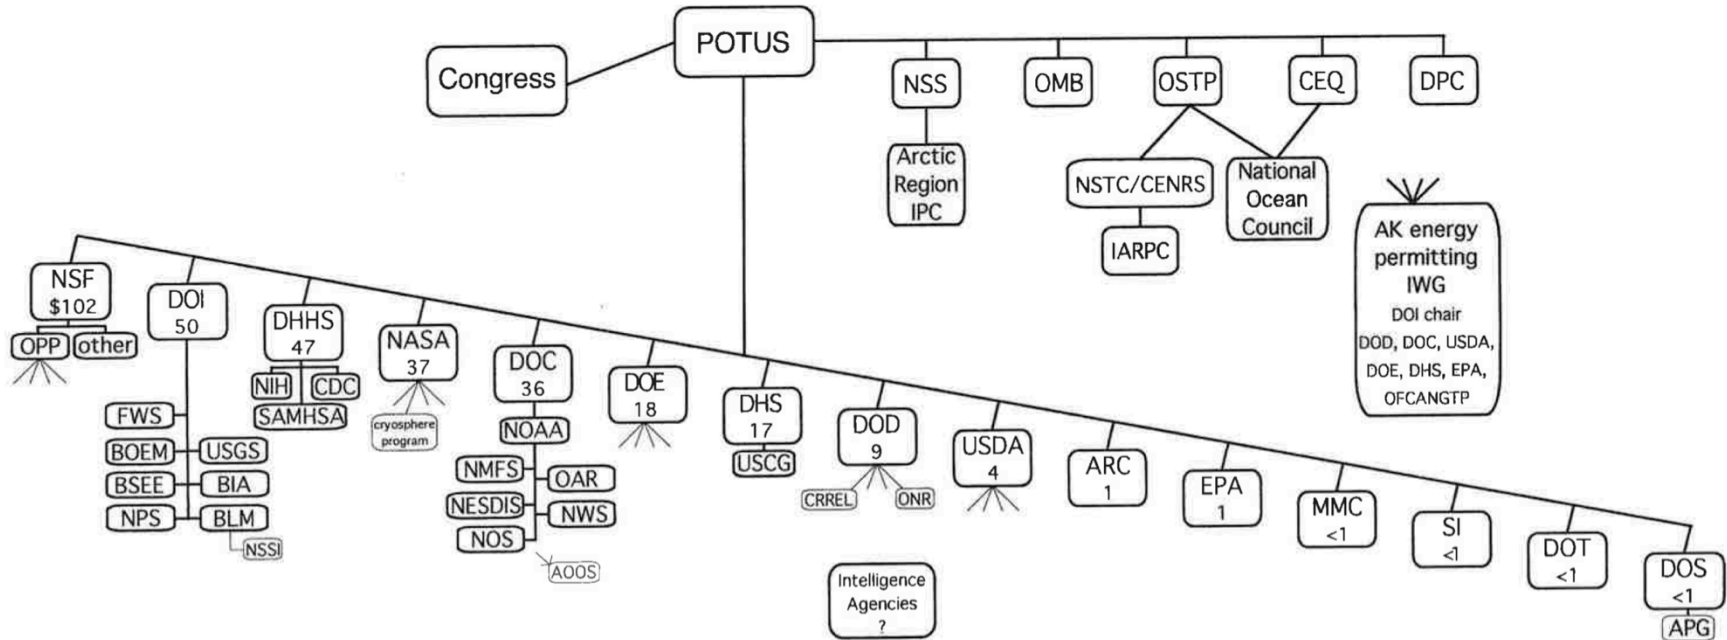 POTUS
Congress
NSS
OMB
OSTP
CEQ
DPC
Arctic
Region
IPC
NSTC/CENRS
National
Ocean
Council
IARPC
AK energy
permitting
IWG
DOI chair
DOD, DOC, USDA,
DOE, DHS, EPA,
OFCANGTP
NSF
$102
OPP
other
DOI
50
FWS
BOEM
USGS
BSEE
BIA
NPS
BLM
NSSI
DHHS
47
NIH
CDC
SAMHSA
NASA
37
cryosphere
program
DOC
36
NOAA
NMFS
OAR
NESDIS
NWS
NOS
AOOS
DOE
18
DHS
17
USCG
DOD
9
CRREL
ONR
USDA
4
ARC
1
EPA
1
MMC
<1
SI
<1
DOT
<1
DOS
<1
APG
Intelligence
Agencies
?